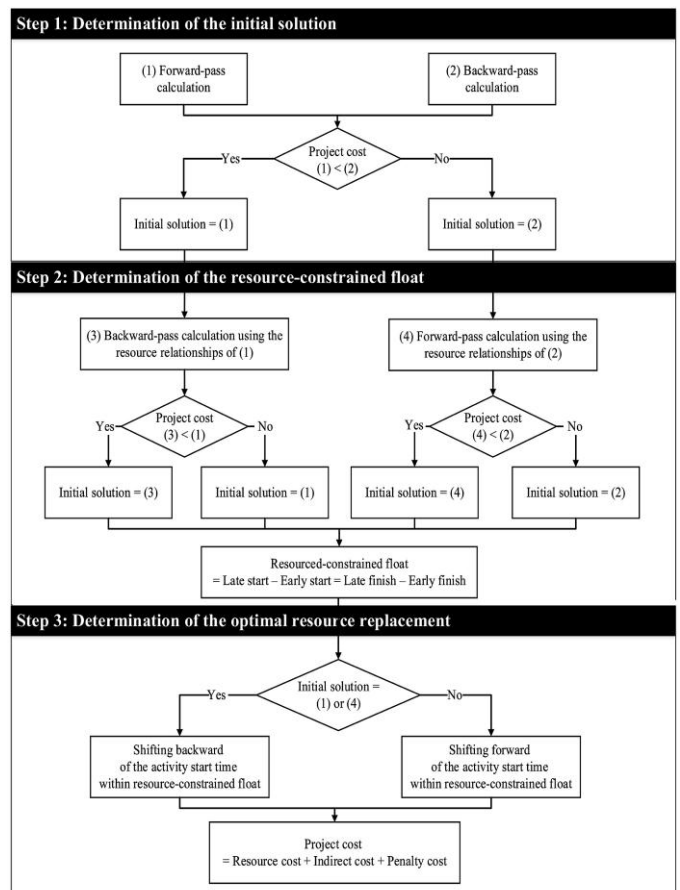 Step 1: Determination of the initial solution
(1) Forward-pass
calculation
(2) Backward-pass
calculation
Project cost
(1) < (2)
Yes
No
Initial solution = (1)
Initial solution = (2)
Step 2: Determination of the resource-constrained float
(3) Backward-pass calculation using the
resource relationships of (1)
(4) Forward-pass calculation using the
resource relationships of (2)
Project cost
(3) < (1)
Yes
No
Project cost
(4) < (2)
Yes
No
Initial solution = (3)
Initial solution = (1)
Initial solution = (4)
Initial solution = (2)
Resourced-constrained float
= Late start – Early start = Late finish – Early finish
Step 3: Determination of the optimal resource replacement
Initial solution =
(1) or (4)
Yes
No
Shifting backward
of the activity start time
within resource-constrained float
Shifting forward
of the activity start time
within resource-constrained float
Project cost
= Resource cost + Indirect cost + Penalty cost